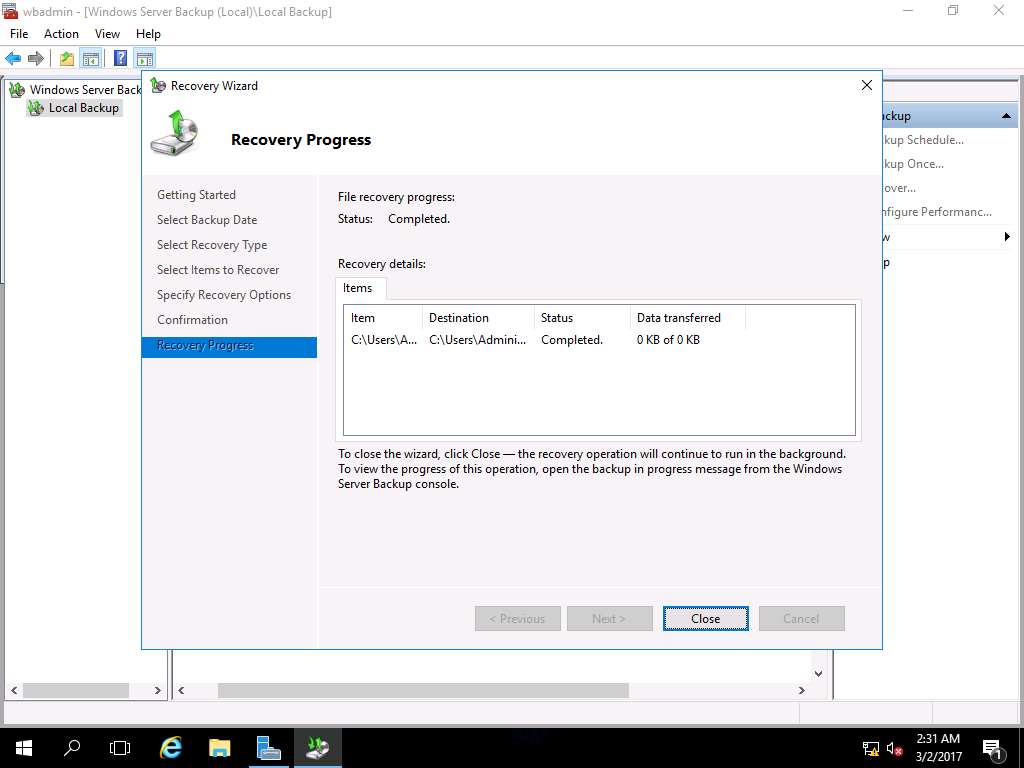 wbadmin - [Windows Server Backup (Local)\Local Backup]
File Action View Help
Windows Server Back
Local Backup
Recovery Wizard
Recovery Progress
Getting Started
Select Backup Date
Select Recovery Type
Select Items to Recover
Specify Recovery Options
Confirmation
Recovery Progress
File recovery progress:
Status: Completed.
Recovery details:
Items
Item Destination Status Data transferred
C:\Users\A... C:\Users\Admini... Completed. 0 KB of 0 KB
To close the wizard, click Close — the recovery operation will continue to run in the background.
To view the progress of this operation, open the backup in progress message from the Windows
Server Backup console.
< Previous Next > Close Cancel
ackup
kup Schedule...
kup Once...
over...
nfigure Performanc...
w
p
2:31 AM
3/2/2017
1